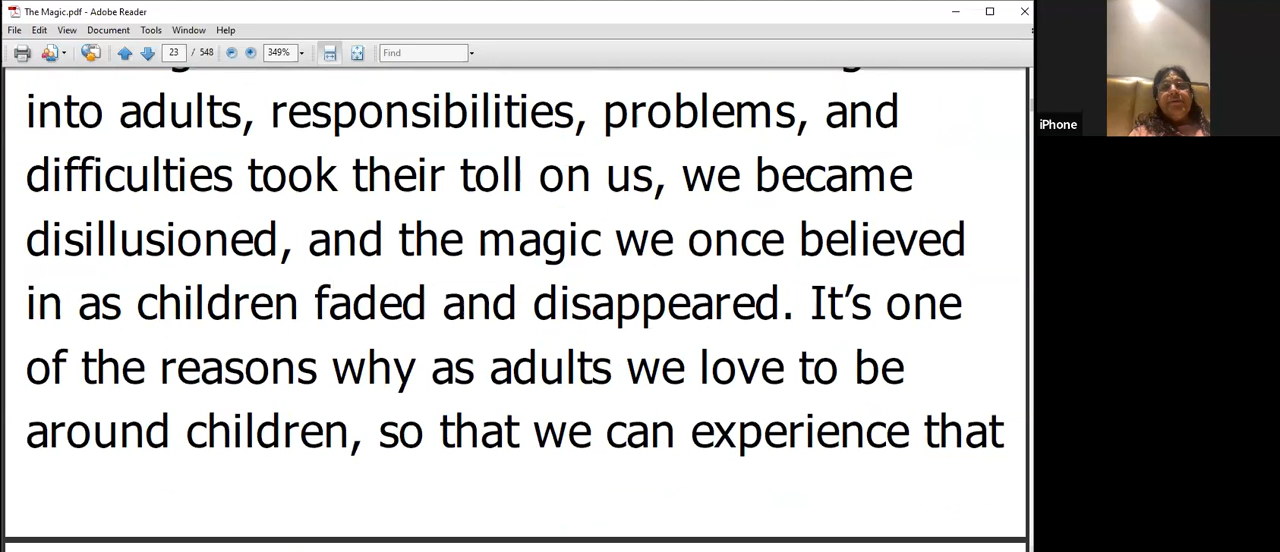 The Magic.pdf - Adobe Reader
File Edit View Document Tools Window Help
23 / 548 349% Find
into adults, responsibilities, problems, and
difficulties took their toll on us, we became
disillusioned, and the magic we once believed
in as children faded and disappeared. It’s one
of the reasons why as adults we love to be
around children, so that we can experience that
iPhone